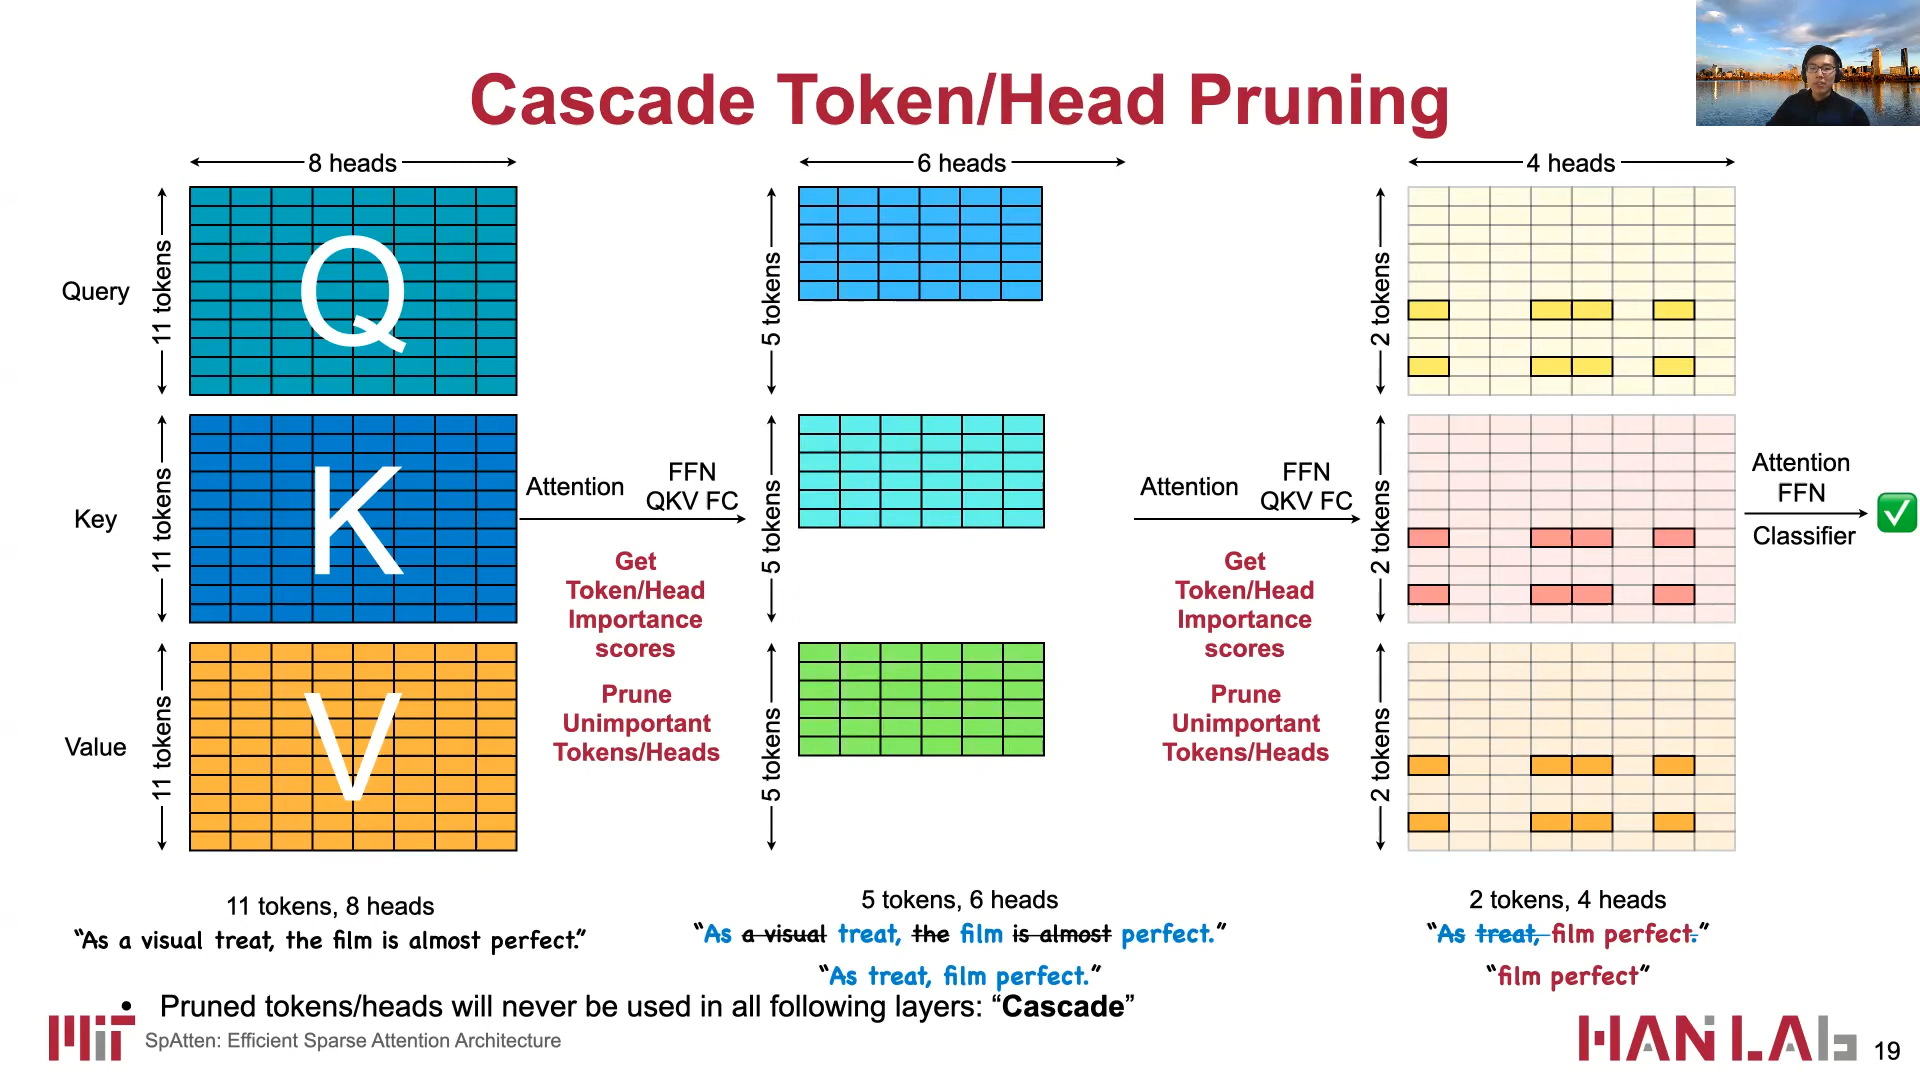 Cascade Token/Head Pruning
8 heads
6 heads
4 heads
Query
11 tokens
Q
5 tokens
2 tokens
Key
11 tokens
K
Attention
FFN
QKV FC
5 tokens
Attention
FFN
QKV FC
2 tokens
Attention
FFN
Classifier
Get
Token/Head
Importance
scores
Prune
Unimportant
Tokens/Heads
Get
Token/Head
Importance
scores
Prune
Unimportant
Tokens/Heads
Value
11 tokens
V
5 tokens
2 tokens
11 tokens, 8 heads
“As a visual treat, the film is almost perfect.”
5 tokens, 6 heads
“As a visual treat, the film is almost perfect.”
“As treat, film perfect.”
2 tokens, 4 heads
“As treat, film perfect.”
“film perfect”
• Pruned tokens/heads will never be used in all following layers: “Cascade”
MIT
SpAtten: Efficient Sparse Attention Architecture
HAN LAb
19